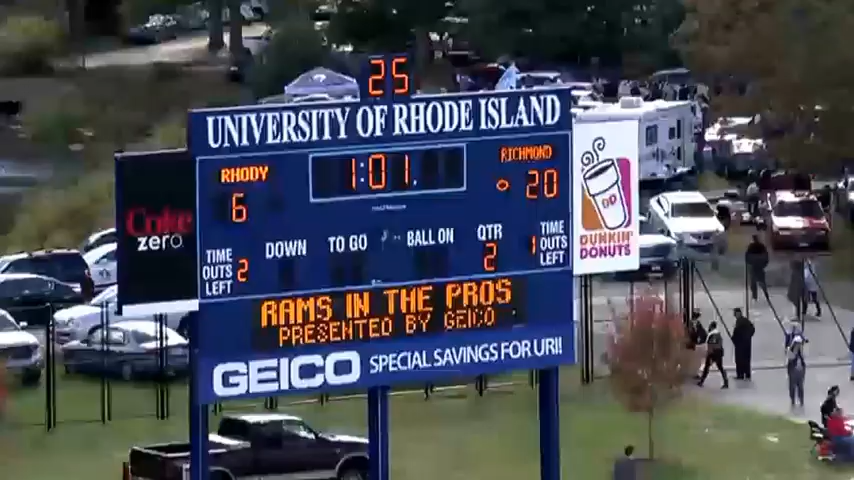 25
UNIVERSITY OF RHODE ISLAND
RHODY
1:01
RICHMOND
6
20
TIME OUTS LEFT 2
DOWN
TO GO
BALL ON
QTR
2
1 TIME OUTS LEFT
RAMS IN THE PROS
PRESENTED BY GEICO
GEICO SPECIAL SAVINGS FOR URI!
Coke
zero
DD
DUNKIN'
DONUTS